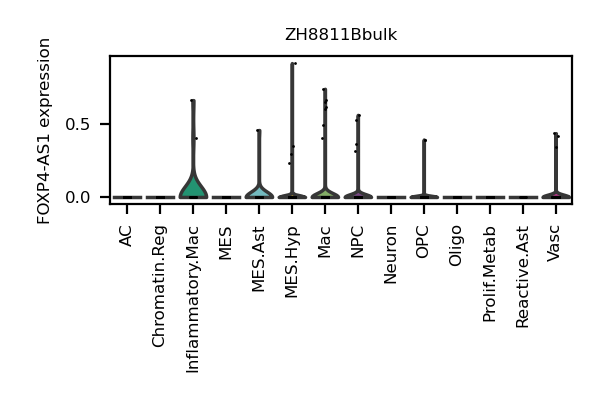 ZH8811Bbulk
FOXP4-AS1 expression
0.5
0.0
AC
Chromatin.Reg
Inflammatory.Mac
MES
MES.Ast
MES.Hyp
Mac
NPC
Neuron
OPC
Oligo
Prolif.Metab
Reactive.Ast
Vasc